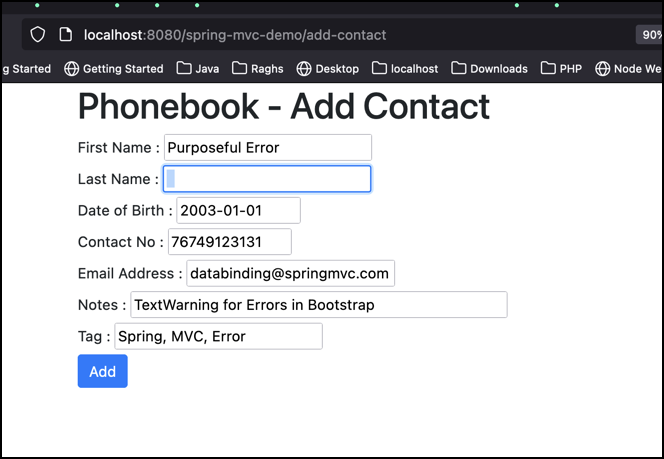 localhost:8080/spring-mvc-demo/add-contact 90%
g Started Getting Started Java Raghs Desktop localhost Downloads PHP Node We
Phonebook - Add Contact
First Name : Purposeful Error
Last Name :
Date of Birth : 2003-01-01
Contact No : 76749123131
Email Address : databinding@springmvc.com
Notes : TextWarning for Errors in Bootstrap
Tag : Spring, MVC, Error
Add